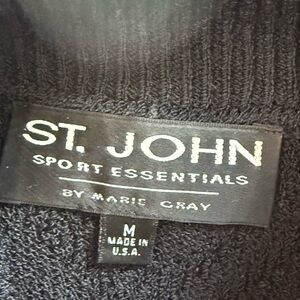 ST. JOHN
SPORT ESSENTIALS
BY MARIE GRAY
M
MADE IN
U.S.A.